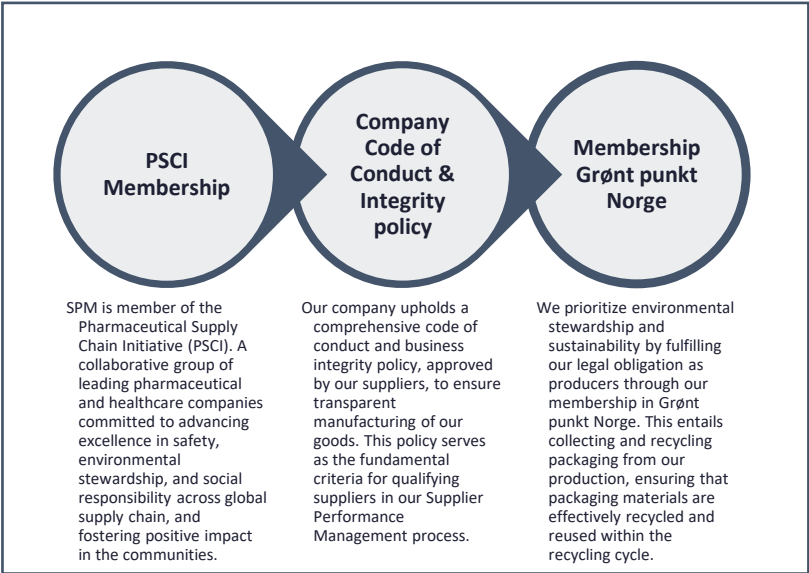 PSCI
Membership
Company
Code of
Conduct &
Integrity
policy
Membership
Grønt punkt
Norge
SPM is member of the
Pharmaceutical Supply
Chain Initiative (PSCI). A
collaborative group of
leading pharmaceutical
and healthcare companies
committed to advancing
excellence in safety,
environmental
stewardship, and social
responsibility across global
supply chain, and
fostering positive impact
in the communities.
Our company upholds a
comprehensive code of
conduct and business
integrity policy, approved
by our suppliers, to ensure
transparent
manufacturing of our
goods. This policy serves
as the fundamental
criteria for qualifying
suppliers in our Supplier
Performance
Management process.
We prioritize environmental
stewardship and
sustainability by fulfilling
our legal obligation as
producers through our
membership in Grønt
punkt Norge. This entails
collecting and recycling
packaging from our
production, ensuring that
packaging materials are
effectively recycled and
reused within the
recycling cycle.